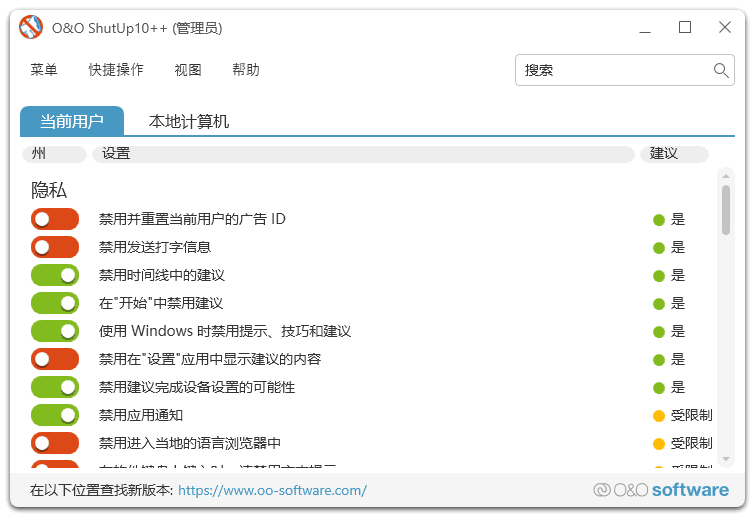 O&O ShutUp10++ (管理员)
菜单 快捷操作 视图 帮助 搜索
当前用户 本地计算机
州 设置 建议
隐私
禁用并重置当前用户的广告 ID 是
禁用发送打字信息 是
禁用时间线中的建议 是
在"开始"中禁用建议 是
使用 Windows 时禁用提示、技巧和建议 是
禁用在"设置"应用中显示建议的内容 是
禁用建议完成设备设置的可能性 是
禁用应用通知 受限制
禁用进入当地的语言浏览器中 受限制
在以下位置查找新版本: https://www.oo-software.com/ O&O software